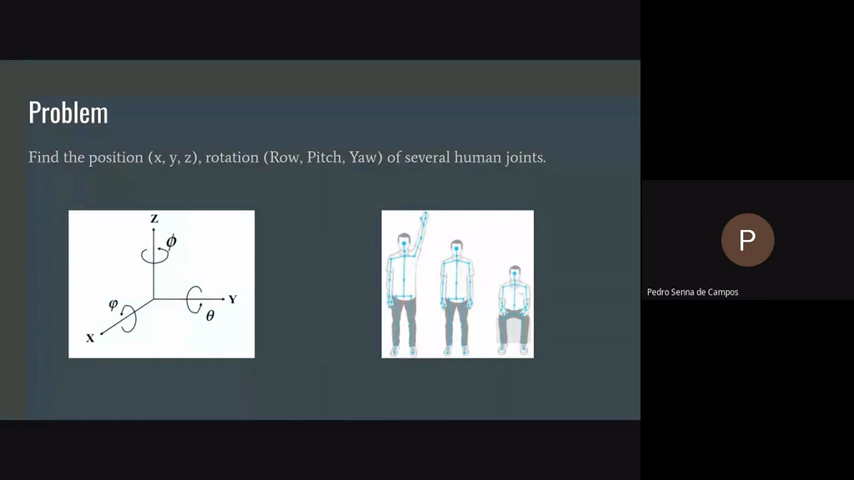 Problem
Find the position (x, y, z), rotation (Row, Pitch, Yaw) of several human joints.
Z
ϕ
φ
Y
θ
X
P
Pedro Senna de Campos